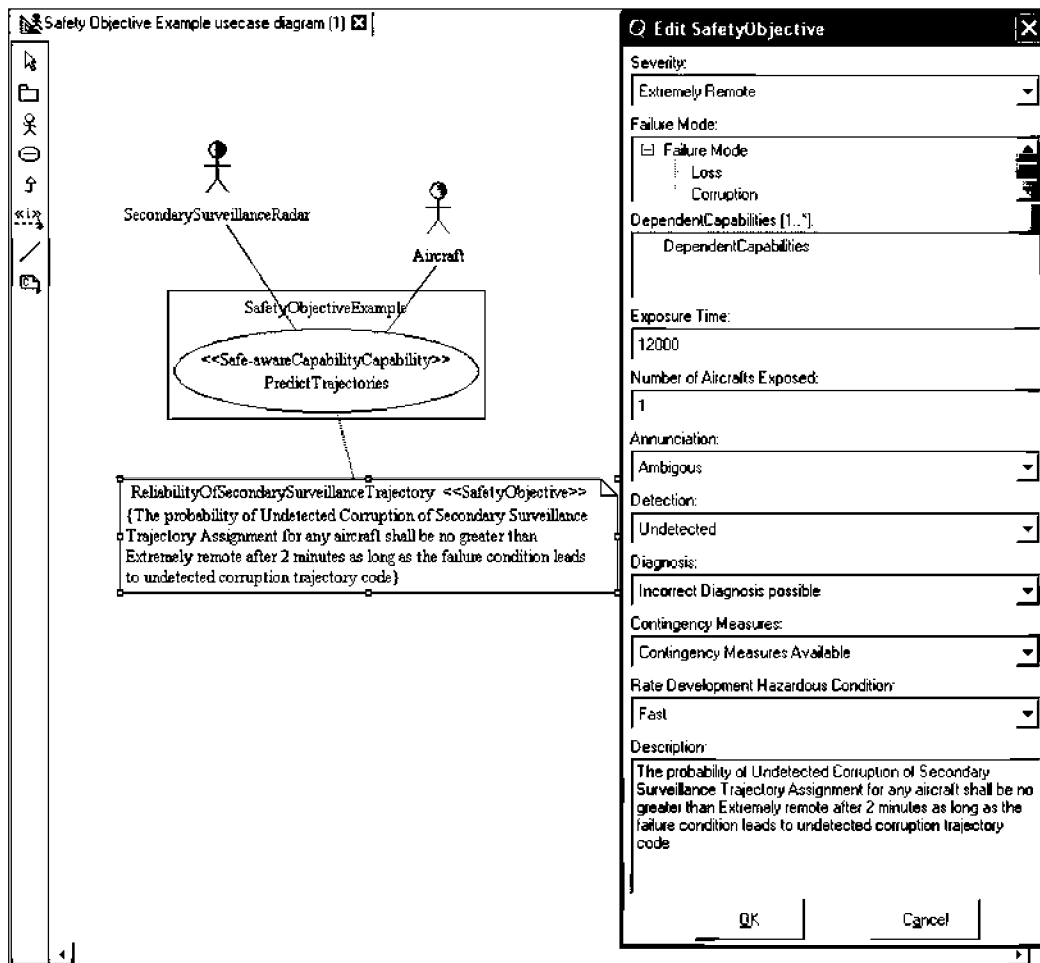 Safety Objective Example usecase diagram (1)
«i»
SecondarySurveillanceRadar
Aircraft
SafetyObjectiveExample
<<Safe-awareCapabilityCapability>>
PredictTrajectories
ReliabilityOfSecondarySurveillanceTrajectory <<SafetyObjective>>
{The probability of Undetected Corruption of Secondary Surveillance
Trajectory Assignment for any aircraft shall be no greater than
Extremely remote after 2 minutes as long as the failure condition leads
to undetected corruption trajectory code}
Edit SafetyObjective
Severity:
Extremely Remote
Failure Mode:
Failure Mode
Loss
Corruption
DependentCapabilities [1..*].
DependentCapabilities
Exposure Time:
12000
Number of Aircrafts Exposed:
1
Annunciation:
Ambigous
Detection:
Undetected
Diagnosis:
Incorrect Diagnosis possible
Contingency Measures:
Contingency Measures Available
Rate Development Hazardous Condition:
Fast
Description:
The probability of Undetected Corruption of Secondary
Surveillance Trajectory Assignment for any aircraft shall be no
greater than Extremely remote after 2 minutes as long as the
failure condition leads to undetected corruption trajectory
code
OK Cancel